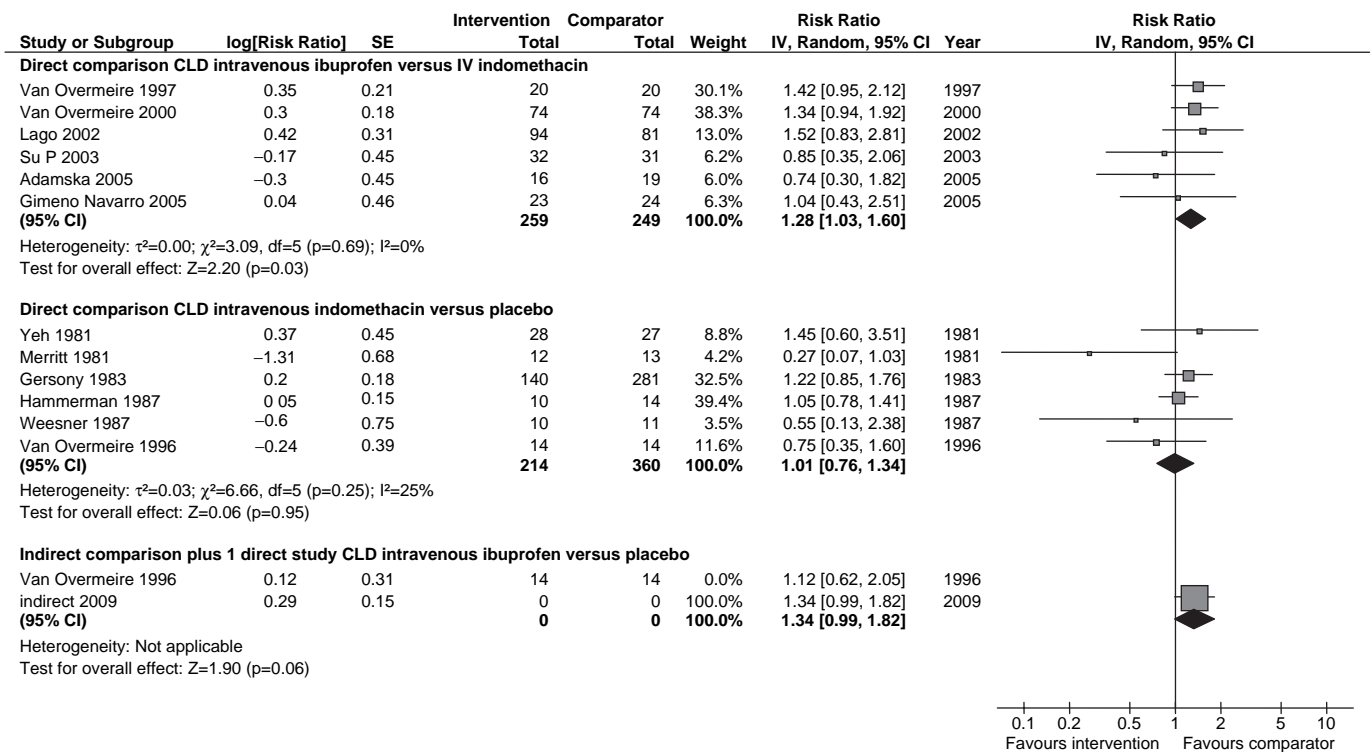 Intervention Comparator Risk Ratio Risk Ratio
Study or Subgroup log[Risk Ratio] SE Total Total Weight IV, Random, 95% CI Year IV, Random, 95% CI
Direct comparison CLD intravenous ibuprofen versus IV indomethacin
Van Overmeire 1997 0.35 0.21 20 20 30.1% 1.42 [0.95, 2.12] 1997
Van Overmeire 2000 0.3 0.18 74 74 38.3% 1.34 [0.94, 1.92] 2000
Lago 2002 0.42 0.31 94 81 13.0% 1.52 [0.83, 2.81] 2002
Su P 2003 −0.17 0.45 32 31 6.2% 0.85 [0.35, 2.06] 2003
Adamska 2005 −0.3 0.45 16 19 6.0% 0.74 [0.30, 1.82] 2005
Gimeno Navarro 2005 0.04 0.46 23 24 6.3% 1.04 [0.43, 2.51] 2005
(95% CI) 259 249 100.0% 1.28 [1.03, 1.60]
Heterogeneity: τ²=0.00; χ²=3.09, df=5 (p=0.69); I²=0%
Test for overall effect: Z=2.20 (p=0.03)
Direct comparison CLD intravenous indomethacin versus placebo
Yeh 1981 0.37 0.45 28 27 8.8% 1.45 [0.60, 3.51] 1981
Merritt 1981 −1.31 0.68 12 13 4.2% 0.27 [0.07, 1.03] 1981
Gersony 1983 0.2 0.18 140 281 32.5% 1.22 [0.85, 1.76] 1983
Hammerman 1987 0 05 0.15 10 14 39.4% 1.05 [0.78, 1.41] 1987
Weesner 1987 −0.6 0.75 10 11 3.5% 0.55 [0.13, 2.38] 1987
Van Overmeire 1996 −0.24 0.39 14 14 11.6% 0.75 [0.35, 1.60] 1996
(95% CI) 214 360 100.0% 1.01 [0.76, 1.34]
Heterogeneity: τ²=0.03; χ²=6.66, df=5 (p=0.25); I²=25%
Test for overall effect: Z=0.06 (p=0.95)
Indirect comparison plus 1 direct study CLD intravenous ibuprofen versus placebo
Van Overmeire 1996 0.12 0.31 14 14 0.0% 1.12 [0.62, 2.05] 1996
indirect 2009 0.29 0.15 0 0 100.0% 1.34 [0.99, 1.82] 2009
(95% CI) 0 0 100.0% 1.34 [0.99, 1.82]
Heterogeneity: Not applicable
Test for overall effect: Z=1.90 (p=0.06)
0.1 0.2 0.5 1 2 5 10
Favours intervention Favours comparator